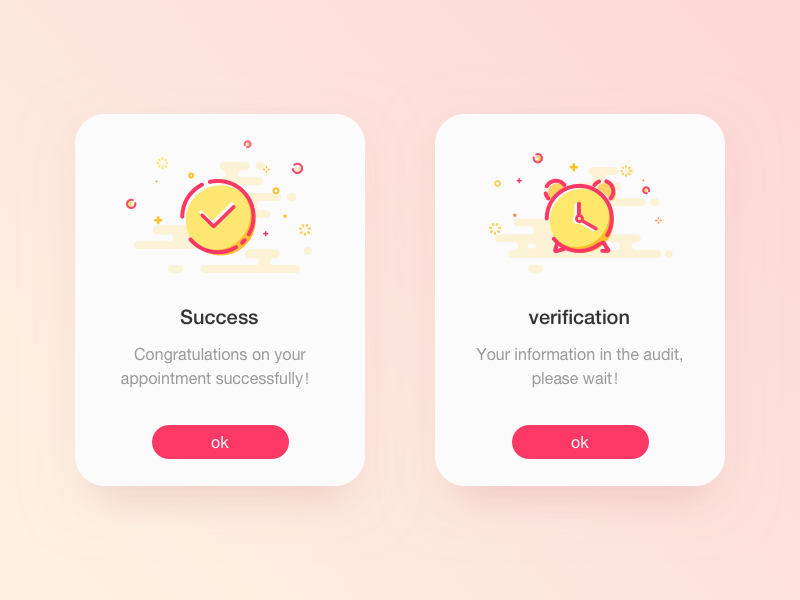 Success
Congratulations on your
appointment successfully!
ok
verification
Your information in the audit,
please wait!
ok